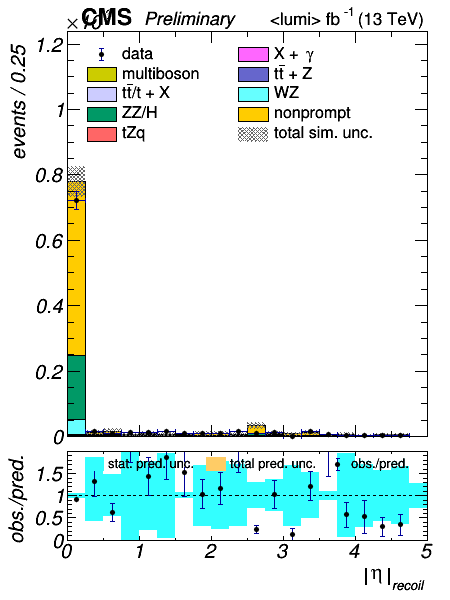 ×10 CMS Preliminary <lumi> fb⁻¹ (13 TeV)
events / 0.25
1.2
1
0.8
0.6
0.4
0.2
0
data
X + γ
multiboson
tt̄ + Z
tt̄/t + X
WZ
ZZ/H
nonprompt
tZq
total sim. unc.
obs./pred.
1.5
1
0.5
0
stat. pred. unc.
total pred. unc.
obs./pred.
0 1 2 3 4 5
|η|recoil